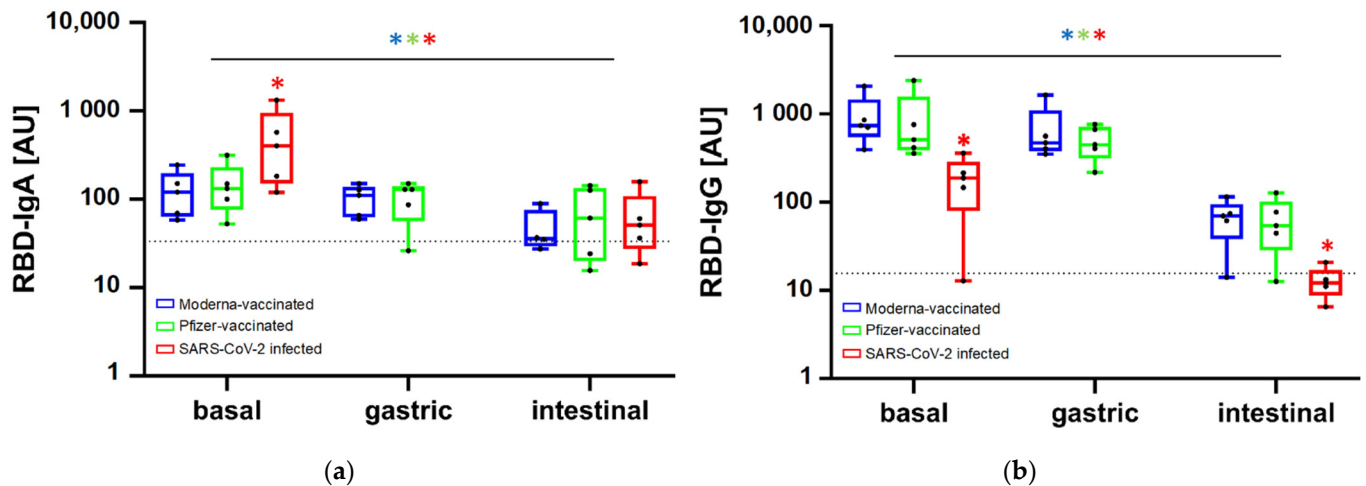 10,000
1 000
100
10
1
RBD-IgA [AU]
* * *
*
Moderna-vaccinated
Pfizer-vaccinated
SARS-CoV-2 infected
basal gastric intestinal
(a)
10,000
1 000
100
10
1
RBD-IgG [AU]
* * *
*
*
Moderna-vaccinated
Pfizer-vaccinated
SARS-CoV-2 infected
basal gastric intestinal
(b)